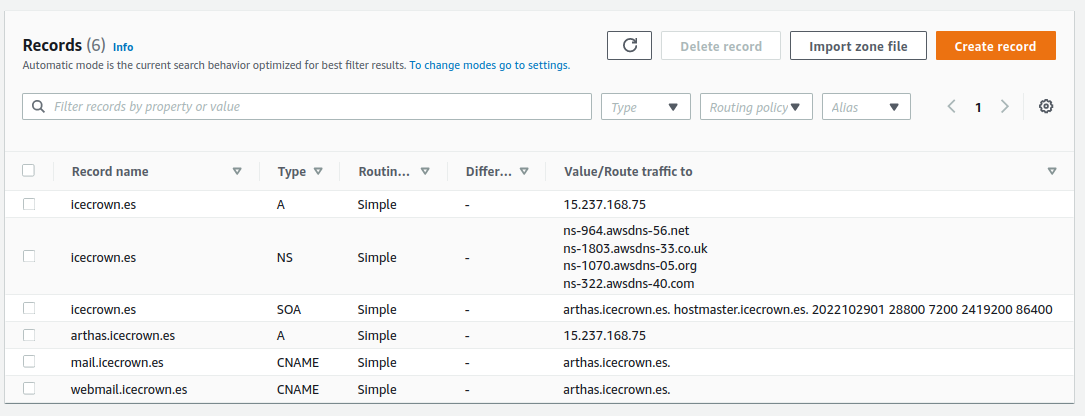 Records (6) Info
Delete record
Import zone file
Create record
Automatic mode is the current search behavior optimized for best filter results. To change modes go to settings.
Filter records by property or value
Type
Routing policy
Alias
1
Record name Type Routin... Differ... Value/Route traffic to
icecrown.es A Simple - 15.237.168.75
icecrown.es NS Simple - ns-964.awsdns-56.net
ns-1803.awsdns-33.co.uk
ns-1070.awsdns-05.org
ns-322.awsdns-40.com
icecrown.es SOA Simple - arthas.icecrown.es. hostmaster.icecrown.es. 2022102901 28800 7200 2419200 86400
arthas.icecrown.es A Simple - 15.237.168.75
mail.icecrown.es CNAME Simple - arthas.icecrown.es.
webmail.icecrown.es CNAME Simple - arthas.icecrown.es.